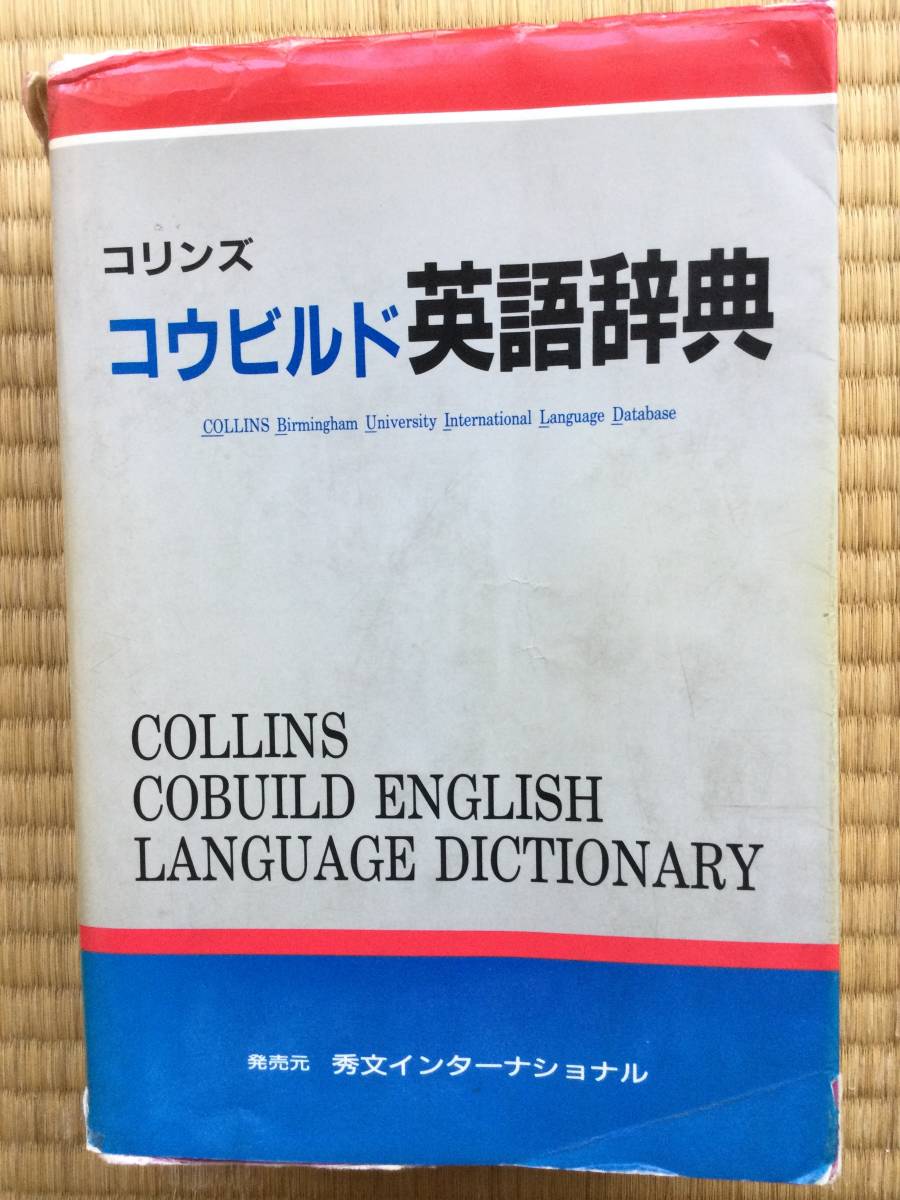 コリンズ
コウビルド英語辞典
COLLINS Birmingham University International Language Database
COLLINS
COBUILD ENGLISH
LANGUAGE DICTIONARY
発売元 秀文インターナショナル